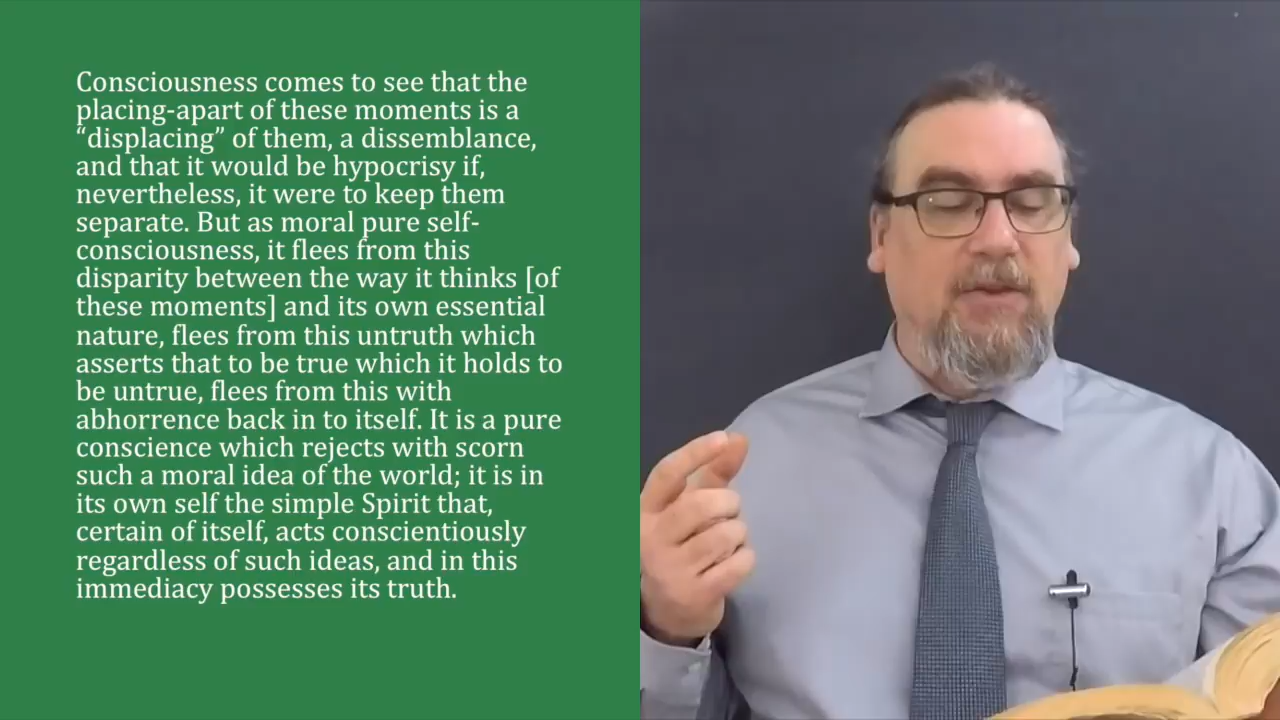 Consciousness comes to see that the
placing-apart of these moments is a
“displacing” of them, a dissemblance,
and that it would be hypocrisy if,
nevertheless, it were to keep them
separate. But as moral pure self-
consciousness, it flees from this
disparity between the way it thinks [of
these moments] and its own essential
nature, flees from this untruth which
asserts that to be true which it holds to
be untrue, flees from this with
abhorrence back in to itself. It is a pure
conscience which rejects with scorn
such a moral idea of the world; it is in
its own self the simple Spirit that,
certain of itself, acts conscientiously
regardless of such ideas, and in this
immediacy possesses its truth.